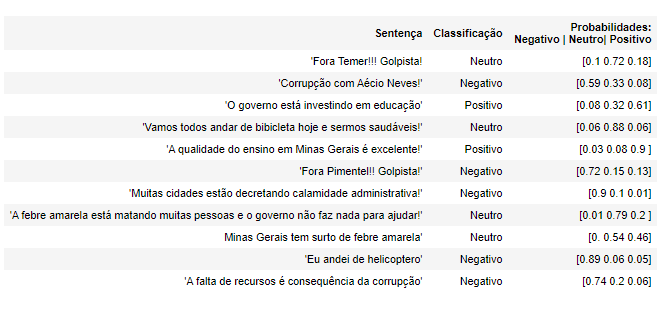 Sentença Classificação Probabilidades: Negativo | Neutro| Positivo
'Fora Temer!!! Golpista! Neutro [0.1 0.72 0.18]
'Corrupção com Aécio Neves!' Negativo [0.59 0.33 0.08]
'O governo está investindo em educação' Positivo [0.08 0.32 0.61]
'Vamos todos andar de bibicleta hoje e sermos saudáveis!' Neutro [0.06 0.88 0.06]
'A qualidade do ensino em Minas Gerais é excelente!' Positivo [0.03 0.08 0.9 ]
'Fora Pimentel!! Golpista!' Negativo [0.72 0.15 0.13]
'Muitas cidades estão decretando calamidade administrativa!' Negativo [0.9 0.1 0.01]
'A febre amarela está matando muitas pessoas e o governo não faz nada para ajudar!' Neutro [0.01 0.79 0.2 ]
Minas Gerais tem surto de febre amarela' Neutro [0. 0.54 0.46]
'Eu andei de helicoptero' Negativo [0.89 0.06 0.05]
'A falta de recursos é consequência da corrupção' Negativo [0.74 0.2 0.06]